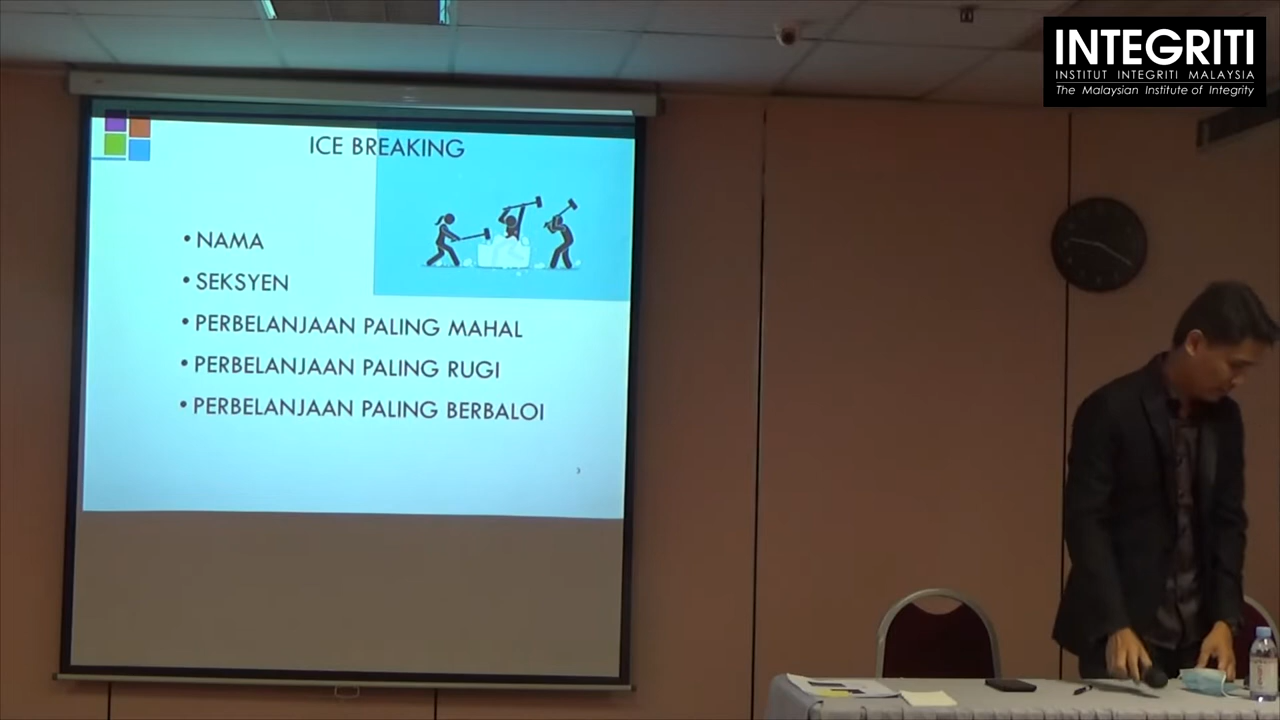 INTEGRITI
INSTITUT INTEGRITI MALAYSIA
The Malaysian Institute of Integrity
ICE BREAKING
• NAMA
• SEKSYEN
• PERBELANJAAN PALING MAHAL
• PERBELANJAAN PALING RUGI
• PERBELANJAAN PALING BERBALOI
3